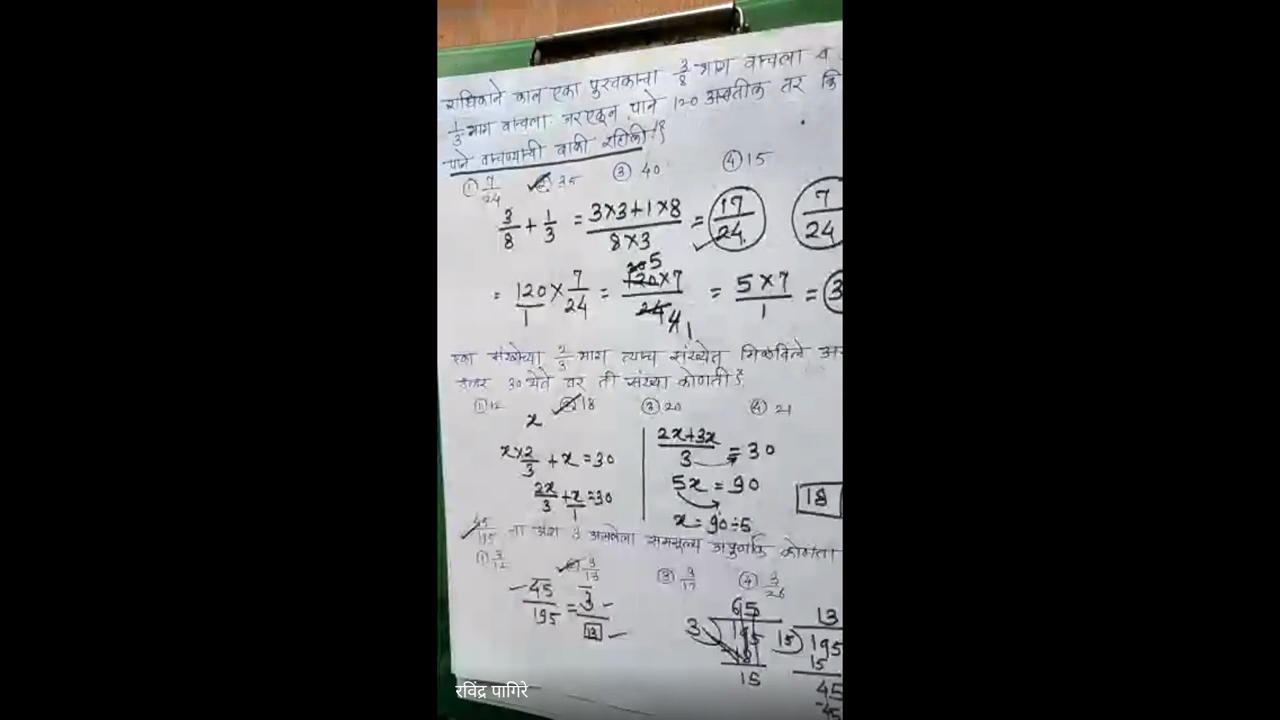 राधिकाने काल एका पुस्तकाचा 3/8 भाग वाचला व
1/3 भाग वाचला. जर एकूण पाने 120 असतील तर कि
पाने वाचण्याची बाकी राहिली?
① 7/24 ② 35 ③ 40 ④ 15
3/8 + 1/3 = 3×3+1×8 / 8×3 = 17/24 7/24
= 120/1 × 7/24 = 120×7 / 24 = 5×7 / 1 = 3
एका संख्येचा 2/3 भाग त्याच संख्येत मिळविले अस
उत्तर 30 येते तर ती संख्या कोणती?
① 12 ② 18 ③ 20 ④ 21
x
x×2/3 + x = 30
2x/3 + x/1 = 30
2x+3x / 3 = 30
5x = 90
x = 90÷5
18
45/195 चा अंश 3 असलेला सममूल्य अपूर्णांक कोणता
① 3/12 ② 3/13 ③ 3/17 ④ 3/26
45/195 = 3/13
65
3 195
15
13
15 195
15
45
-45
रविंद्र पागिरे